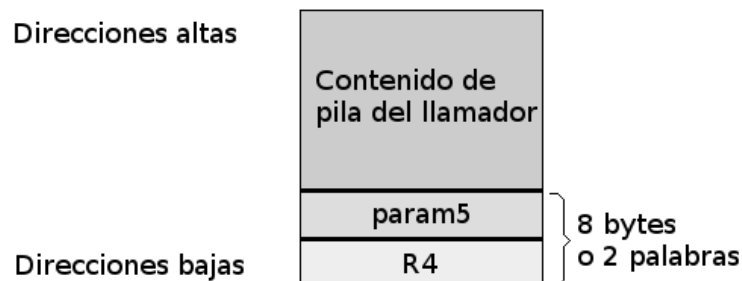 Direcciones altas
Contenido de
pila del llamador
param5
8 bytes
o 2 palabras
Direcciones bajas
R4